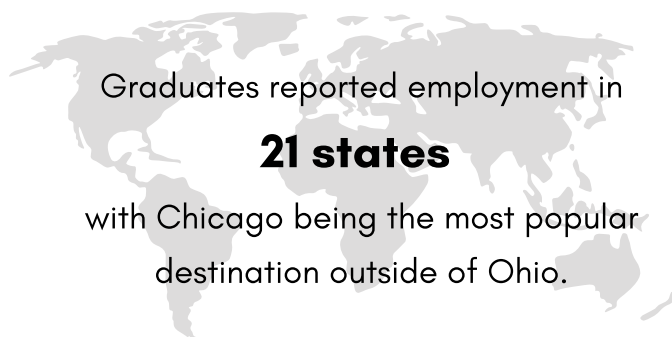 Graduates reported employment in
21 states
with Chicago being the most popular
destination outside of Ohio.